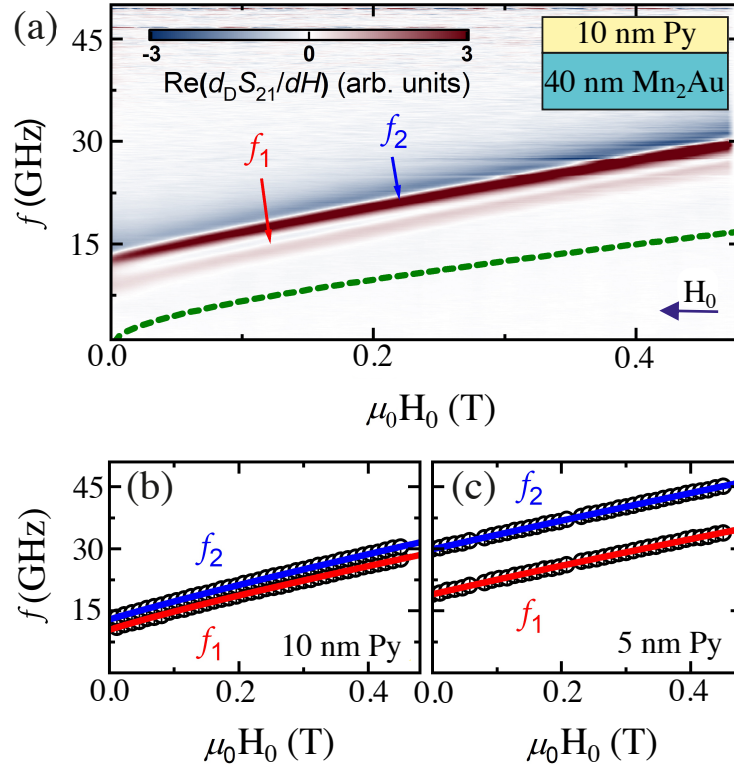 (a)
45
30
15
f (GHz)
-3 0 3
Re(d_D S_21/dH) (arb. units)
10 nm Py
40 nm Mn₂Au
f₁
f₂
H₀
0.0 0.2 0.4
μ₀H₀ (T)
(b)
45
30
15
f (GHz)
f₂
f₁
10 nm Py
0.0 0.2 0.4
μ₀H₀ (T)
(c)
f₂
f₁
5 nm Py
0.0 0.2 0.4
μ₀H₀ (T)